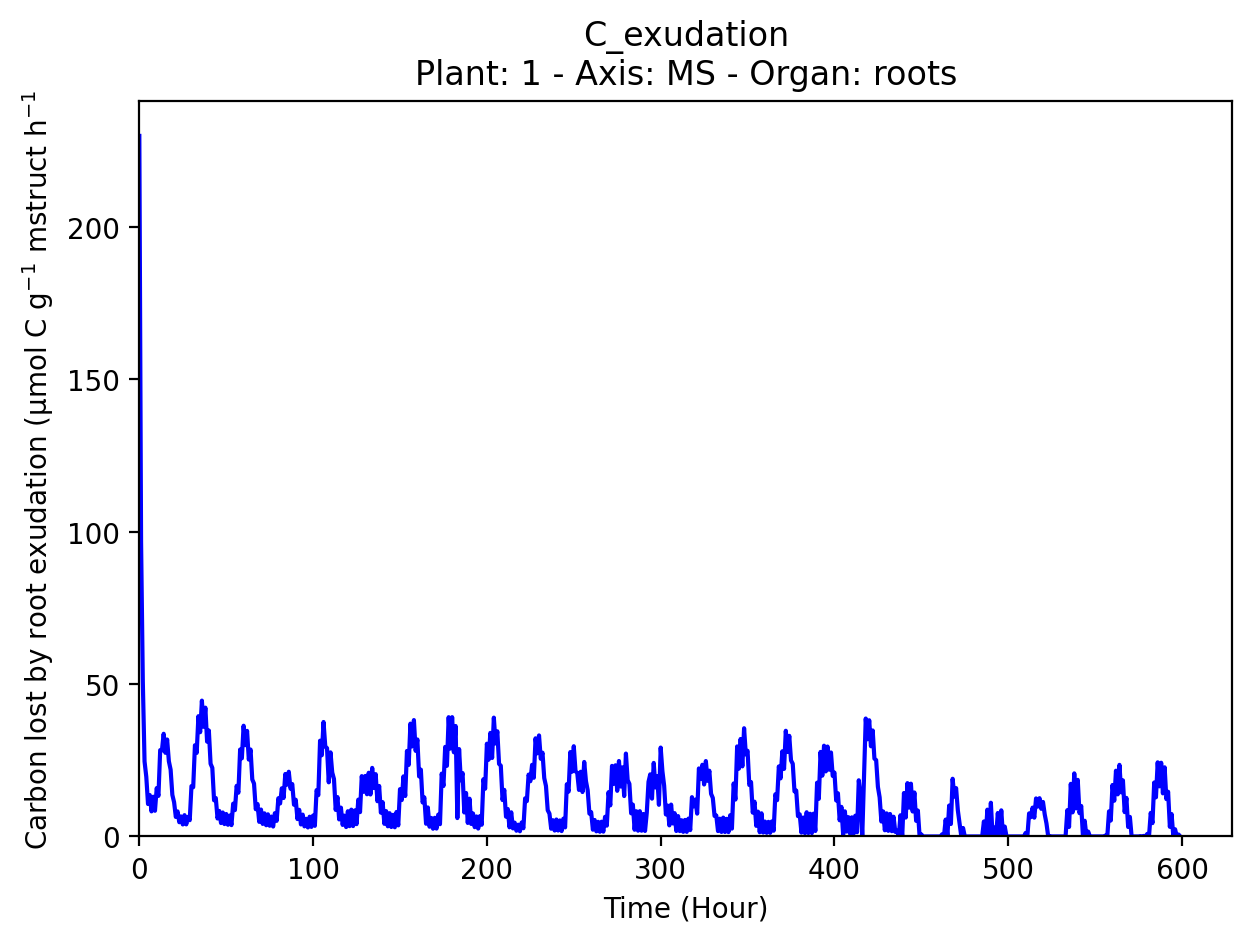 C_exudation
Plant: 1 - Axis: MS - Organ: roots
Carbon lost by root exudation (µmol C g⁻¹ mstruct h⁻¹
200
150
100
50
0
0 100 200 300 400 500 600
Time (Hour)